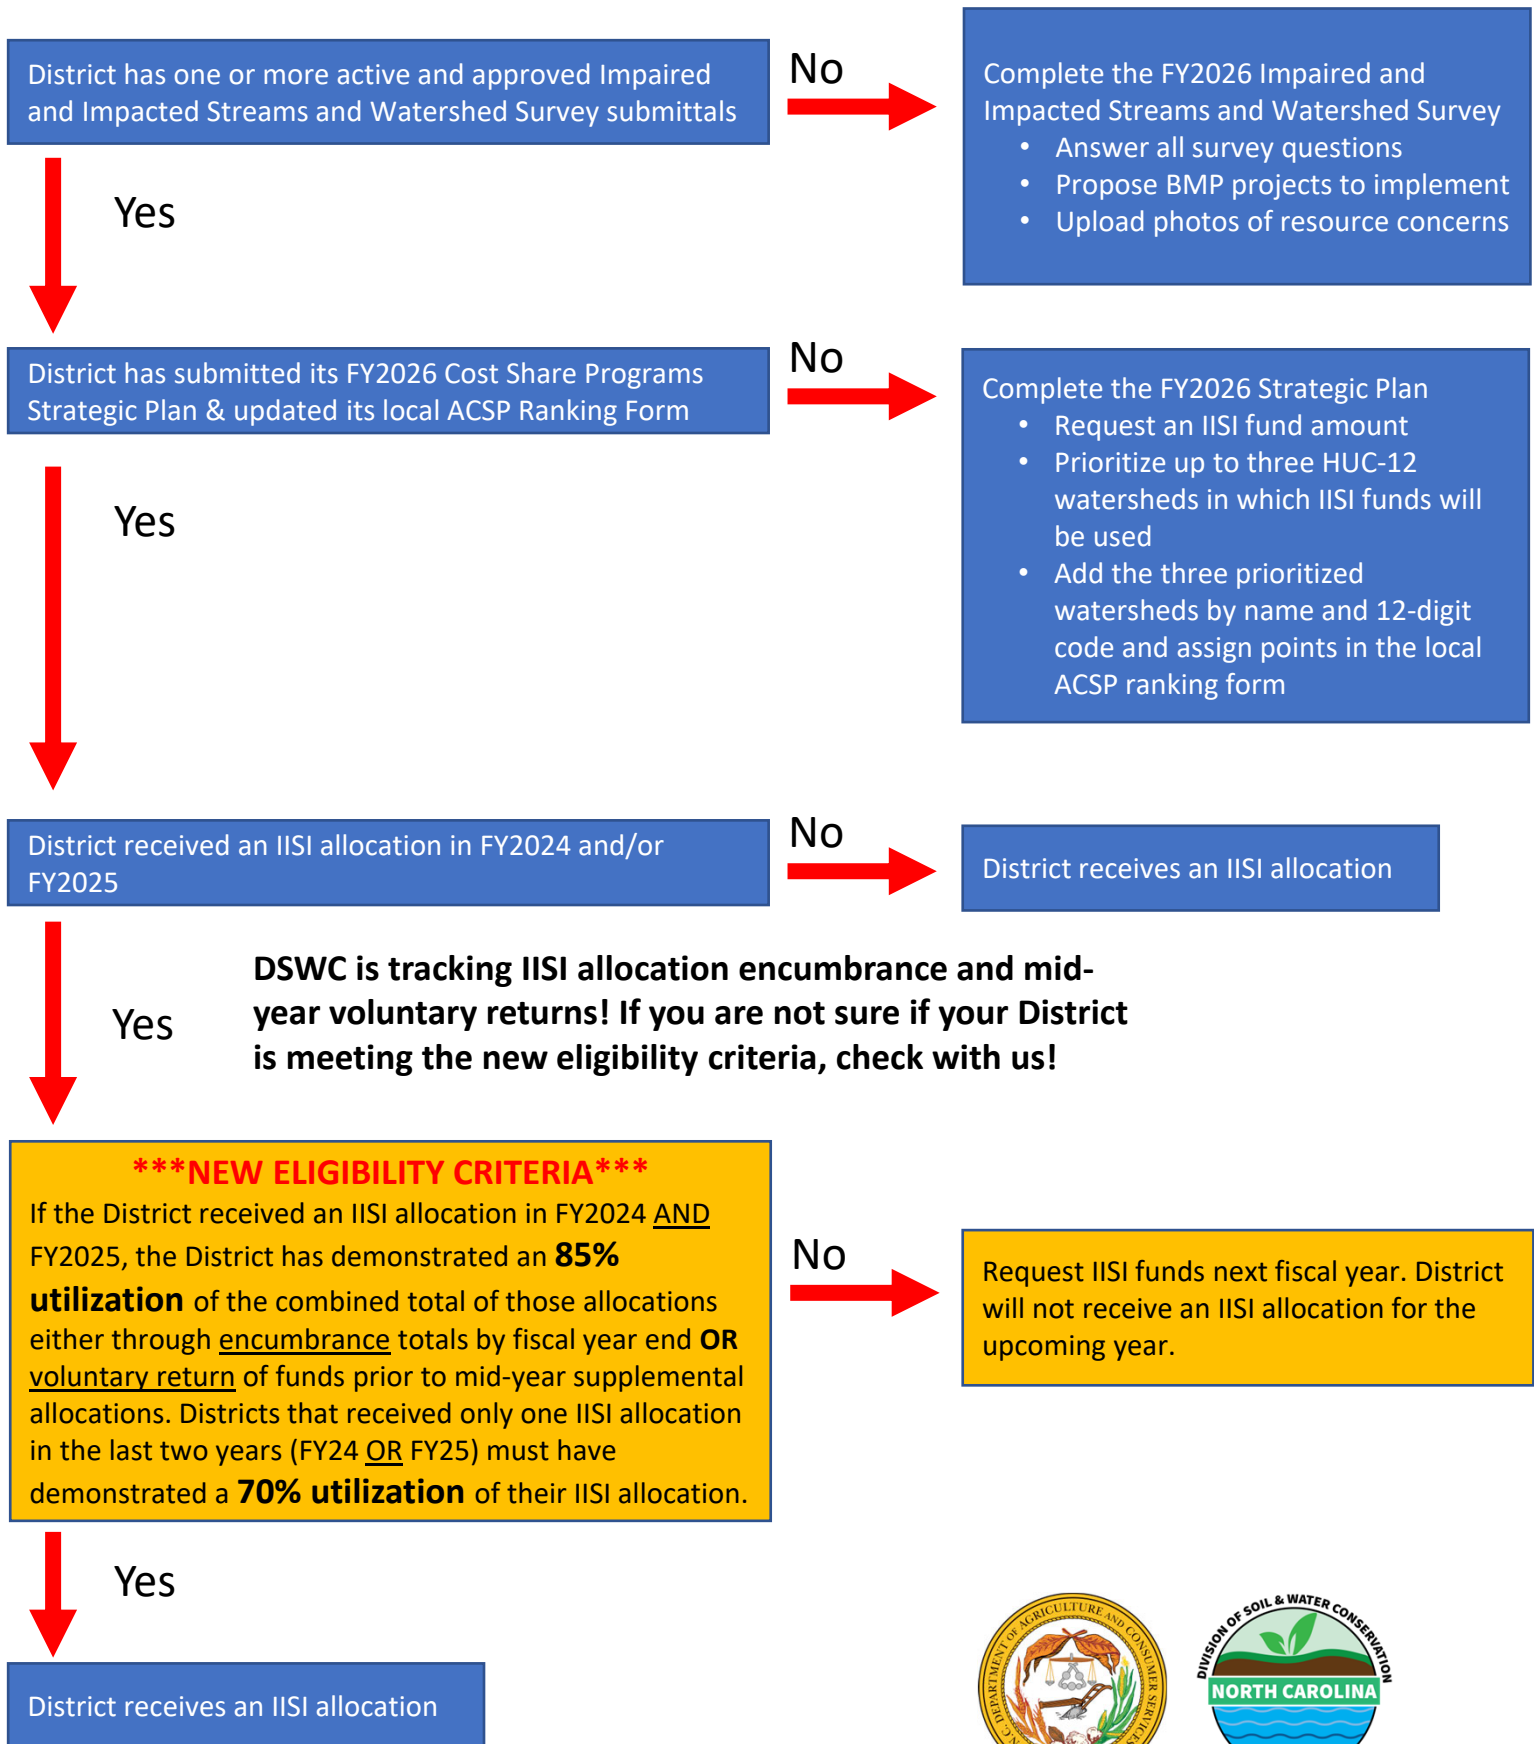 District has one or more active and approved Impaired
and Impacted Streams and Watershed Survey submittals
No
Complete the FY2026 Impaired and
Impacted Streams and Watershed Survey
• Answer all survey questions
• Propose BMP projects to implement
• Upload photos of resource concerns
Yes
District has submitted its FY2026 Cost Share Programs
Strategic Plan & updated its local ACSP Ranking Form
No
Complete the FY2026 Strategic Plan
• Request an IISI fund amount
• Prioritize up to three HUC-12
watersheds in which IISI funds will
be used
• Add the three prioritized
watersheds by name and 12-digit
code and assign points in the local
ACSP ranking form
Yes
District received an IISI allocation in FY2024 and/or
FY2025
No
District receives an IISI allocation
Yes
DSWC is tracking IISI allocation encumbrance and mid-
year voluntary returns! If you are not sure if your District
is meeting the new eligibility criteria, check with us!
***NEW ELIGIBILITY CRITERIA***
If the District received an IISI allocation in FY2024 AND
FY2025, the District has demonstrated an 85%
utilization of the combined total of those allocations
either through encumbrance totals by fiscal year end OR
voluntary return of funds prior to mid-year supplemental
allocations. Districts that received only one IISI allocation
in the last two years (FY24 OR FY25) must have
demonstrated a 70% utilization of their IISI allocation.
No
Request IISI funds next fiscal year. District
will not receive an IISI allocation for the
upcoming year.
Yes
District receives an IISI allocation
N.C. DEPARTMENT OF AGRICULTURE AND CONSUMER SERVICES
DIVISION OF SOIL & WATER CONSERVATION
NORTH CAROLINA